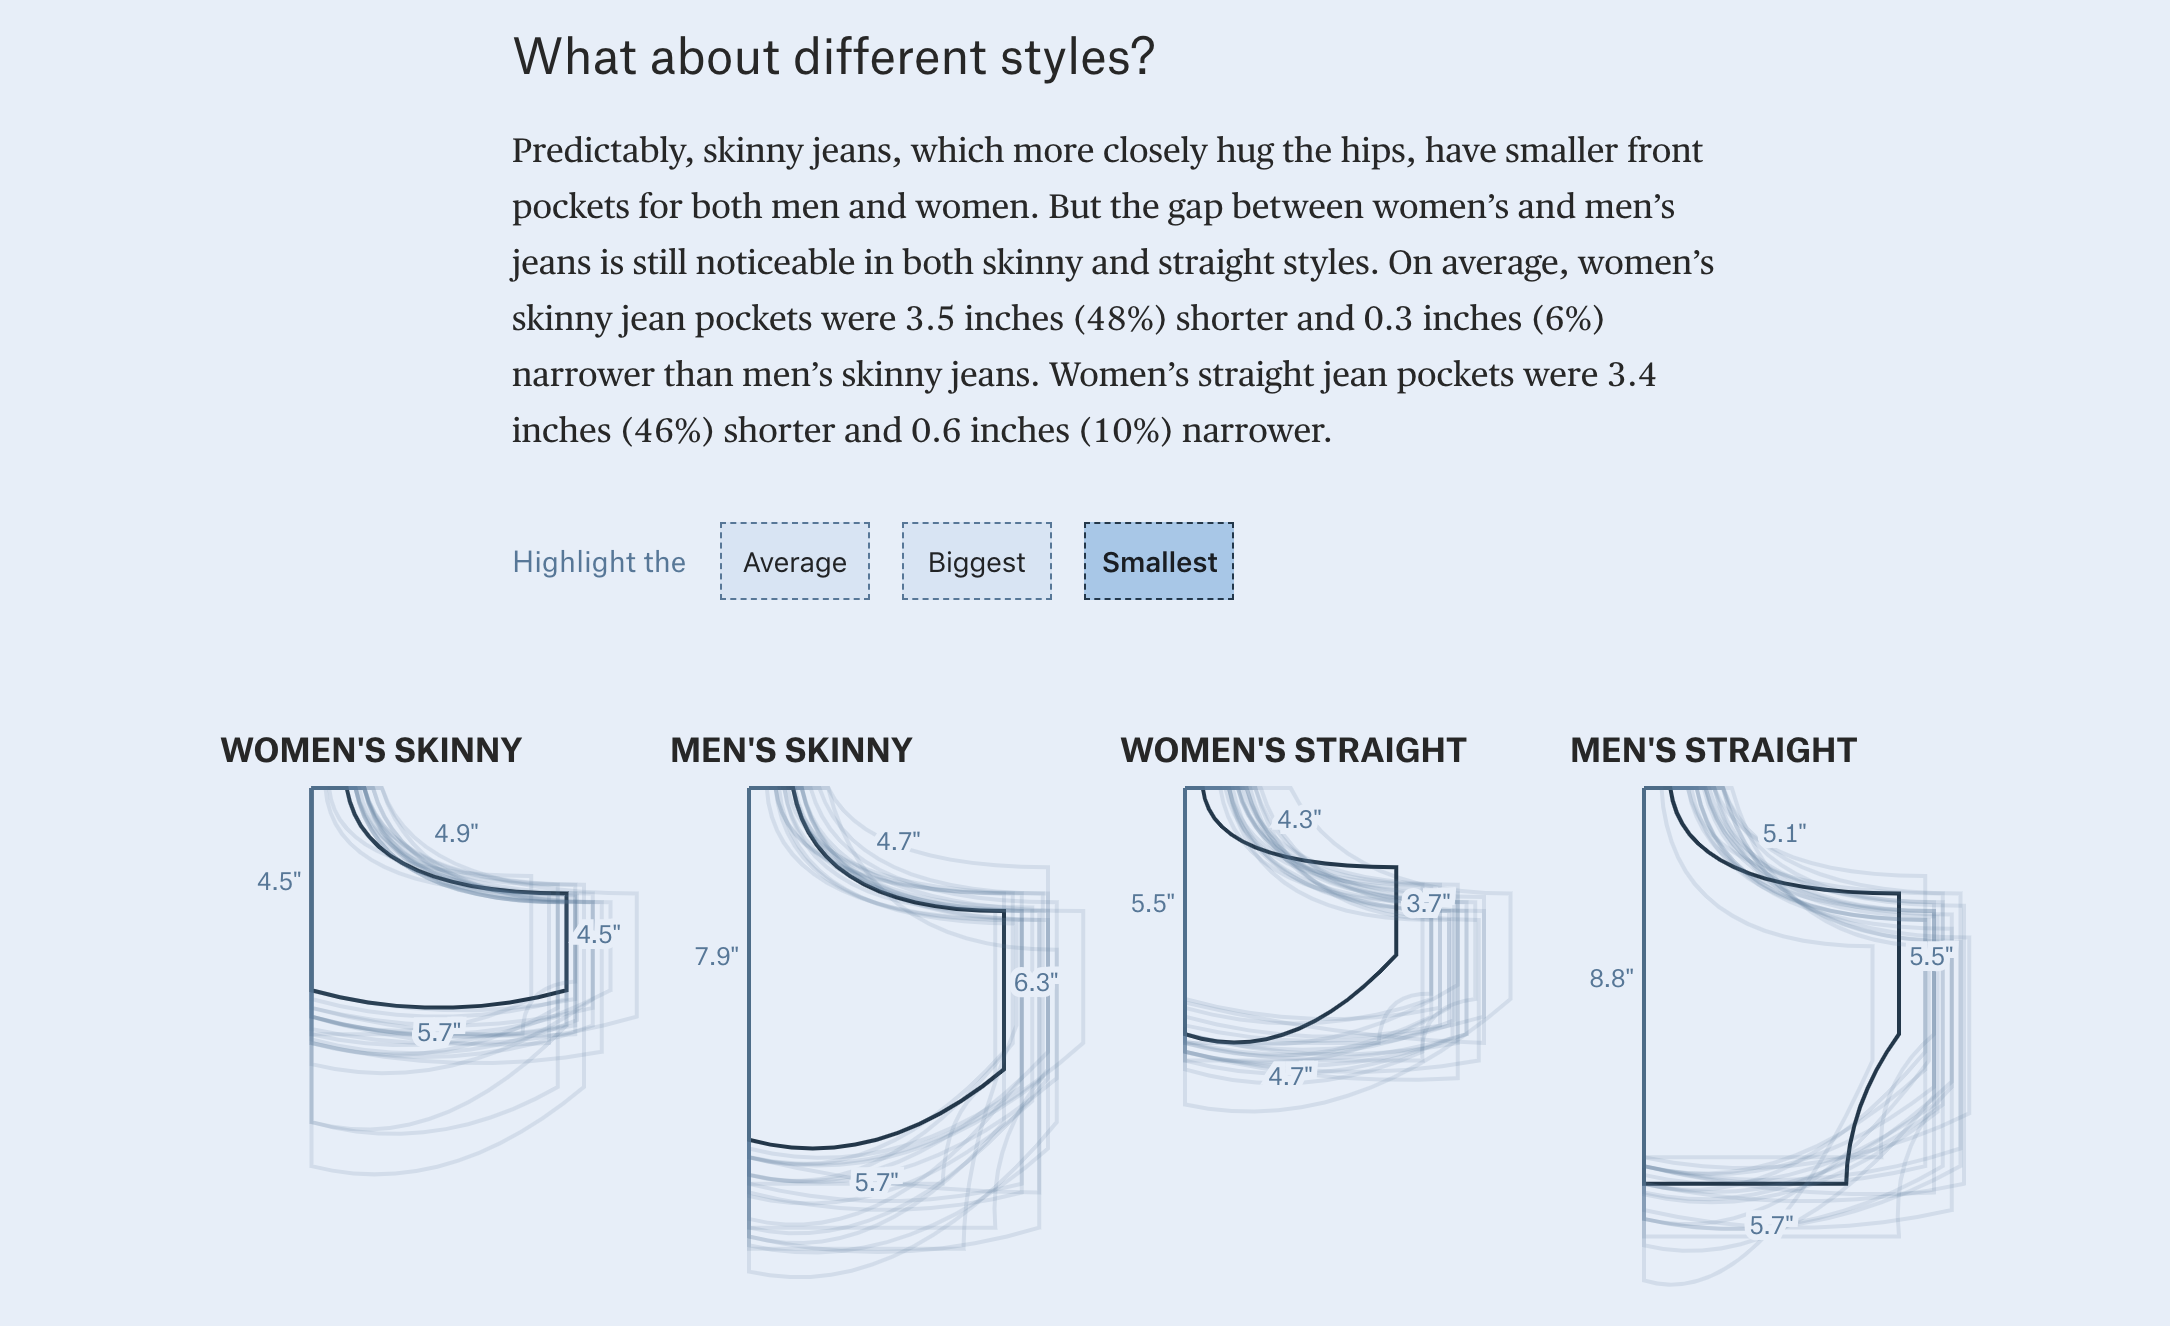 What about different styles?
Predictably, skinny jeans, which more closely hug the hips, have smaller front
pockets for both men and women. But the gap between women’s and men’s
jeans is still noticeable in both skinny and straight styles. On average, women’s
skinny jean pockets were 3.5 inches (48%) shorter and 0.3 inches (6%)
narrower than men’s skinny jeans. Women’s straight jean pockets were 3.4
inches (46%) shorter and 0.6 inches (10%) narrower.
Highlight the Average Biggest Smallest
WOMEN'S SKINNY
4.9"
4.5"
4.5"
5.7"
MEN'S SKINNY
4.7"
7.9"
6.3"
5.7"
WOMEN'S STRAIGHT
4.3"
5.5"
3.7"
4.7"
MEN'S STRAIGHT
5.1"
8.8"
5.5"
5.7"